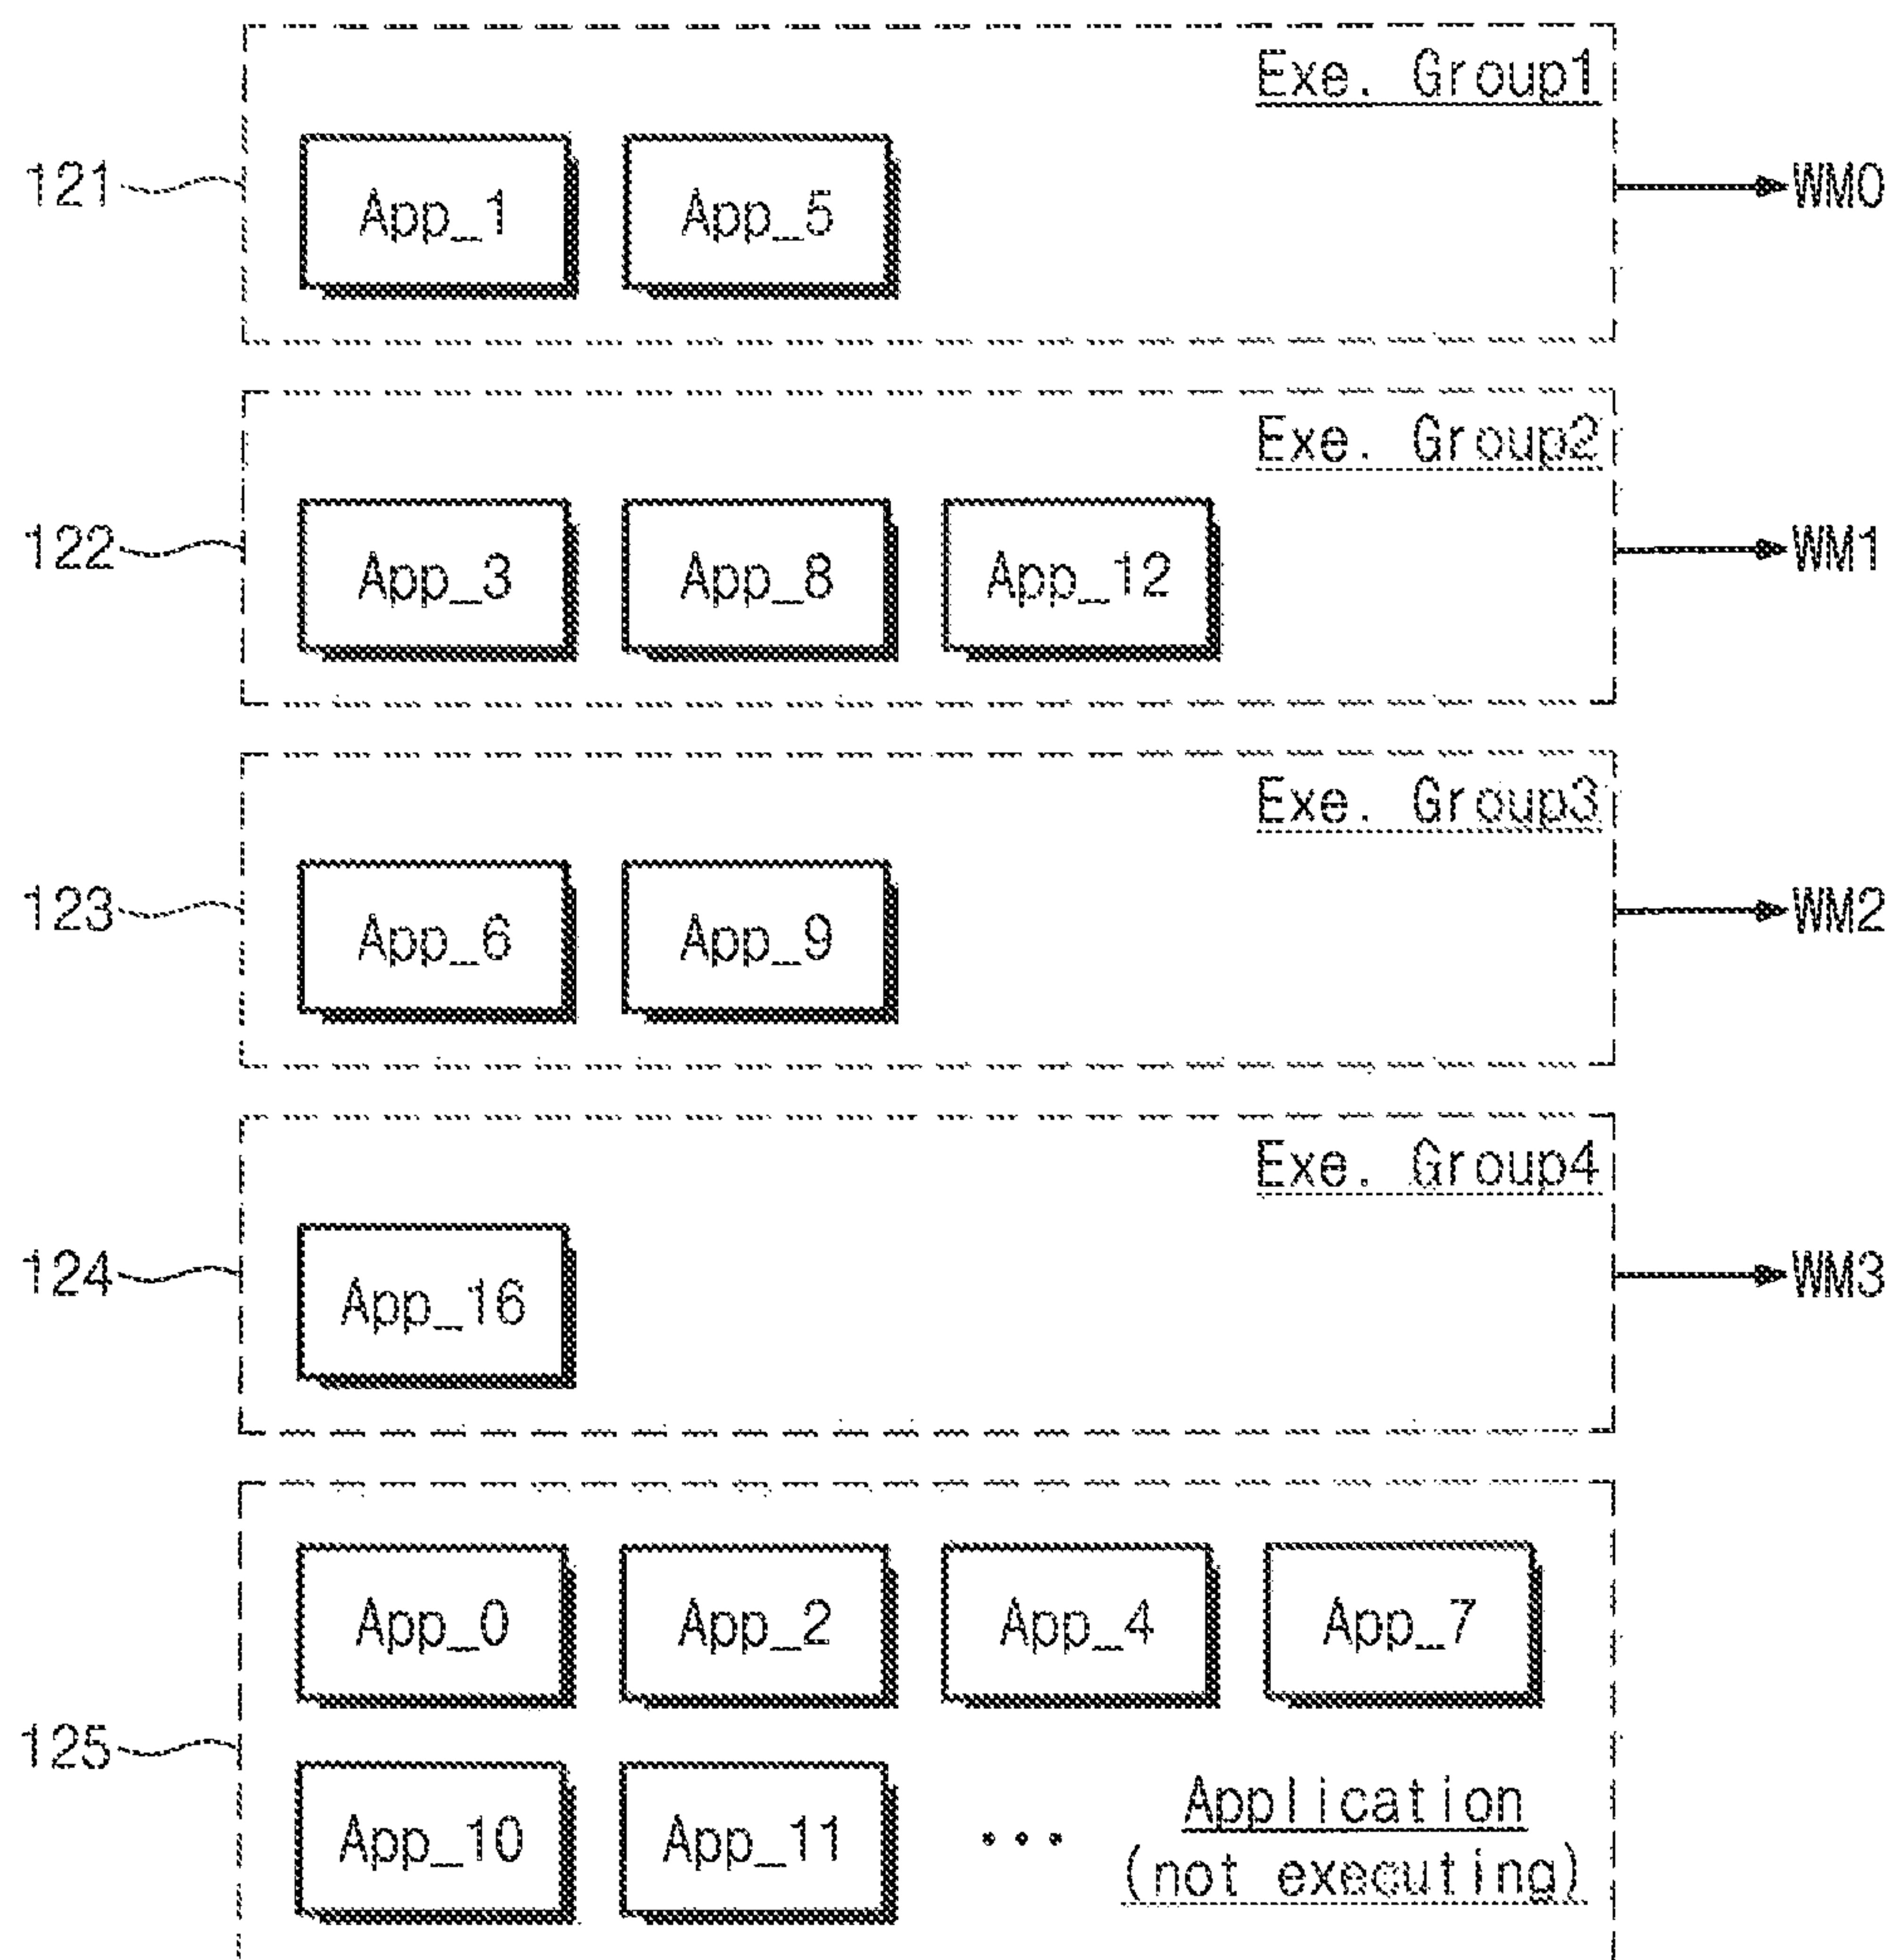 Exe. Group1
121
App_1 App_5
WM0
Exe. Group2
122
App_3 App_8 App_12
WM1
Exe. Group3
123
App_6 App_9
WM2
Exe. Group4
124
App_16
WM3
App_0 App_2 App_4 App_7
125
App_10 App_11 ... Application
(not executing)